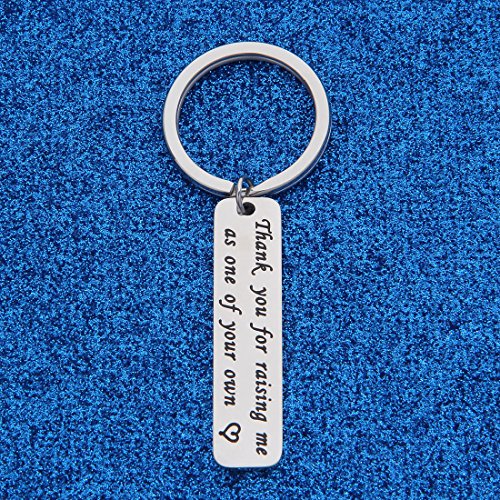 Thank you for raising me
as one of your own ♡